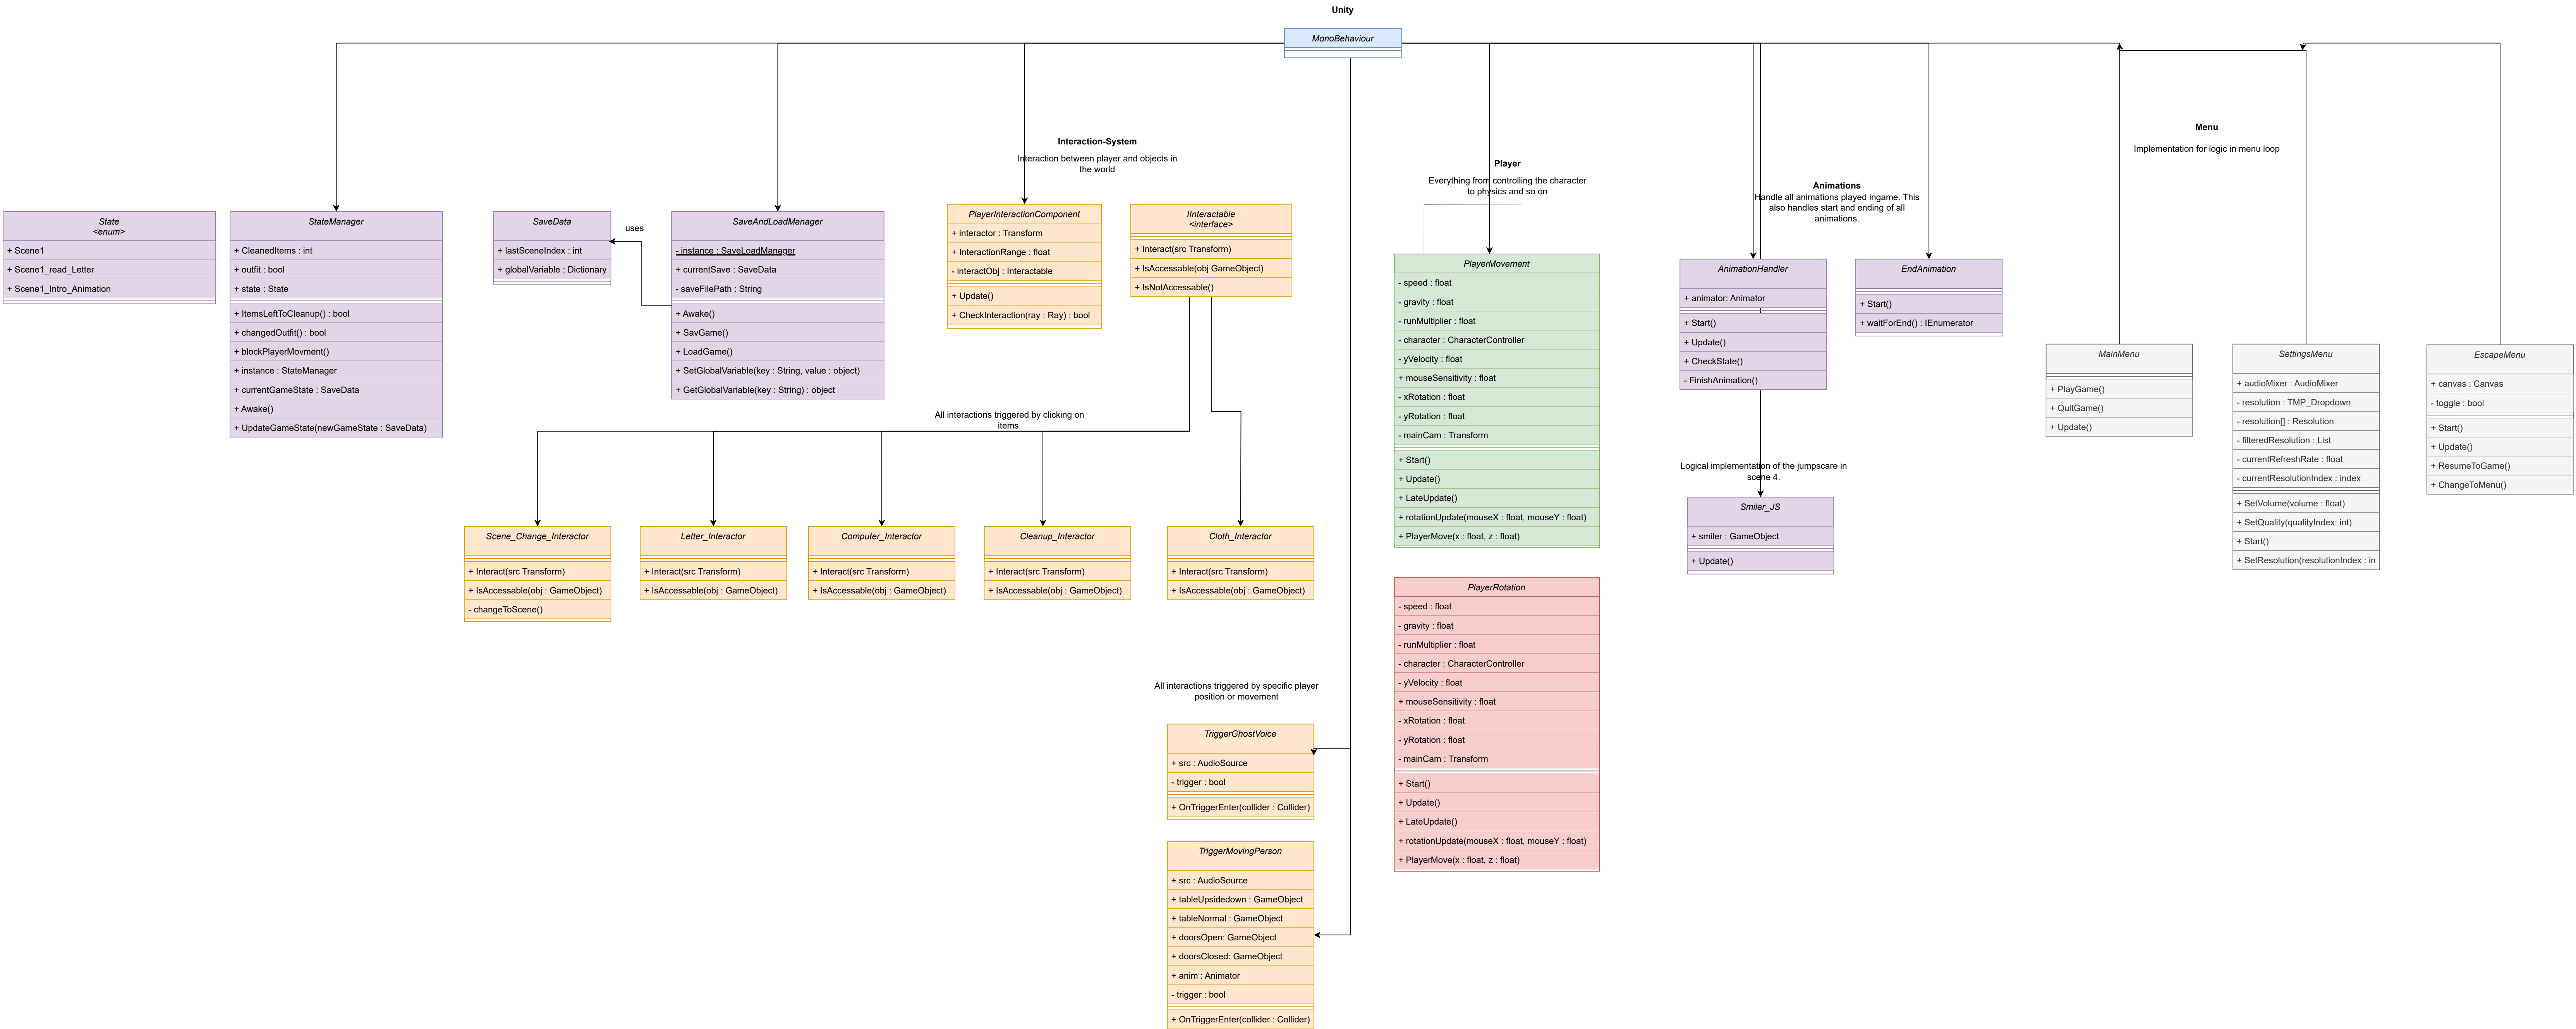 Unity
MonoBehaviour
Interaction-System
Interaction between player and objects in
the world
Player
Everything from controlling the character
to physics and so on
Animations
Handle all animations played ingame. This
also handles start and ending of all
animations.
Menu
Implementation for logic in menu loop
State
<enum>
+ Scene1
+ Scene1_read_Letter
+ Scene1_Intro_Animation
StateManager
+ CleanedItems : int
+ outfit : bool
+ state : State
+ ItemsLeftToCleanup() : bool
+ changedOutfit() : bool
+ blockPlayerMovment()
+ instance : StateManager
+ currentGameState : SaveData
+ Awake()
+ UpdateGameState(newGameState : SaveData)
SaveData
+ lastSceneIndex : int
+ globalVariable : Dictionary
uses
SaveAndLoadManager
- instance : SaveLoadManager
+ currentSave : SaveData
- saveFilePath : String
+ Awake()
+ SavGame()
+ LoadGame()
+ SetGlobalVariable(key : String, value : object)
+ GetGlobalVariable(key : String) : object
PlayerInteractionComponent
+ interactor : Transform
+ InteractionRange : float
- interactObj : Interactable
+ Update()
+ CheckInteraction(ray : Ray) : bool
IInteractable
<interface>
+ Interact(src Transform)
+ IsAccessable(obj GameObject)
+ IsNotAccessable()
All interactions triggered by clicking on
items.
Scene_Change_Interactor
+ Interact(src Transform)
+ IsAccessable(obj : GameObject)
- changeToScene()
Letter_Interactor
+ Interact(src Transform)
+ IsAccessable(obj : GameObject)
Computer_Interactor
+ Interact(src Transform)
+ IsAccessable(obj : GameObject)
Cleanup_Interactor
+ Interact(src Transform)
+ IsAccessable(obj : GameObject)
Cloth_Interactor
+ Interact(src Transform)
+ IsAccessable(obj : GameObject)
All interactions triggered by specific player
position or movement
TriggerGhostVoice
+ src : AudioSource
- trigger : bool
+ OnTriggerEnter(collider : Collider)
TriggerMovingPerson
+ src : AudioSource
+ tableUpsidedown : GameObject
+ tableNormal : GameObject
+ doorsOpen: GameObject
+ doorsClosed: GameObject
+ anim : Animator
- trigger : bool
+ OnTriggerEnter(collider : Collider)
PlayerMovement
- speed : float
- gravity : float
- runMultiplier : float
- character : CharacterController
- yVelocity : float
+ mouseSensitivity : float
- xRotation : float
- yRotation : float
- mainCam : Transform
+ Start()
+ Update()
+ LateUpdate()
+ rotationUpdate(mouseX : float, mouseY : float)
+ PlayerMove(x : float, z : float)
PlayerRotation
- speed : float
- gravity : float
- runMultiplier : float
- character : CharacterController
- yVelocity : float
+ mouseSensitivity : float
- xRotation : float
- yRotation : float
- mainCam : Transform
+ Start()
+ Update()
+ LateUpdate()
+ rotationUpdate(mouseX : float, mouseY : float)
+ PlayerMove(x : float, z : float)
AnimationHandler
+ animator: Animator
+ Start()
+ Update()
+ CheckState()
- FinishAnimation()
EndAnimation
+ Start()
+ waitForEnd() : IEnumerator
Logical implementation of the jumpscare in
scene 4.
Smiler_JS
+ smiler : GameObject
+ Update()
MainMenu
+ PlayGame()
+ QuitGame()
+ Update()
SettingsMenu
+ audioMixer : AudioMixer
- resolution : TMP_Dropdown
- resolution[] : Resolution
- filteredResolution : List
- currentRefreshRate : float
- currentResolutionIndex : index
+ SetVolume(volume : float)
+ SetQuality(qualityIndex: int)
+ Start()
+ SetResolution(resolutionIndex : in
EscapeMenu
+ canvas : Canvas
- toggle : bool
+ Start()
+ Update()
+ ResumeToGame()
+ ChangeToMenu()